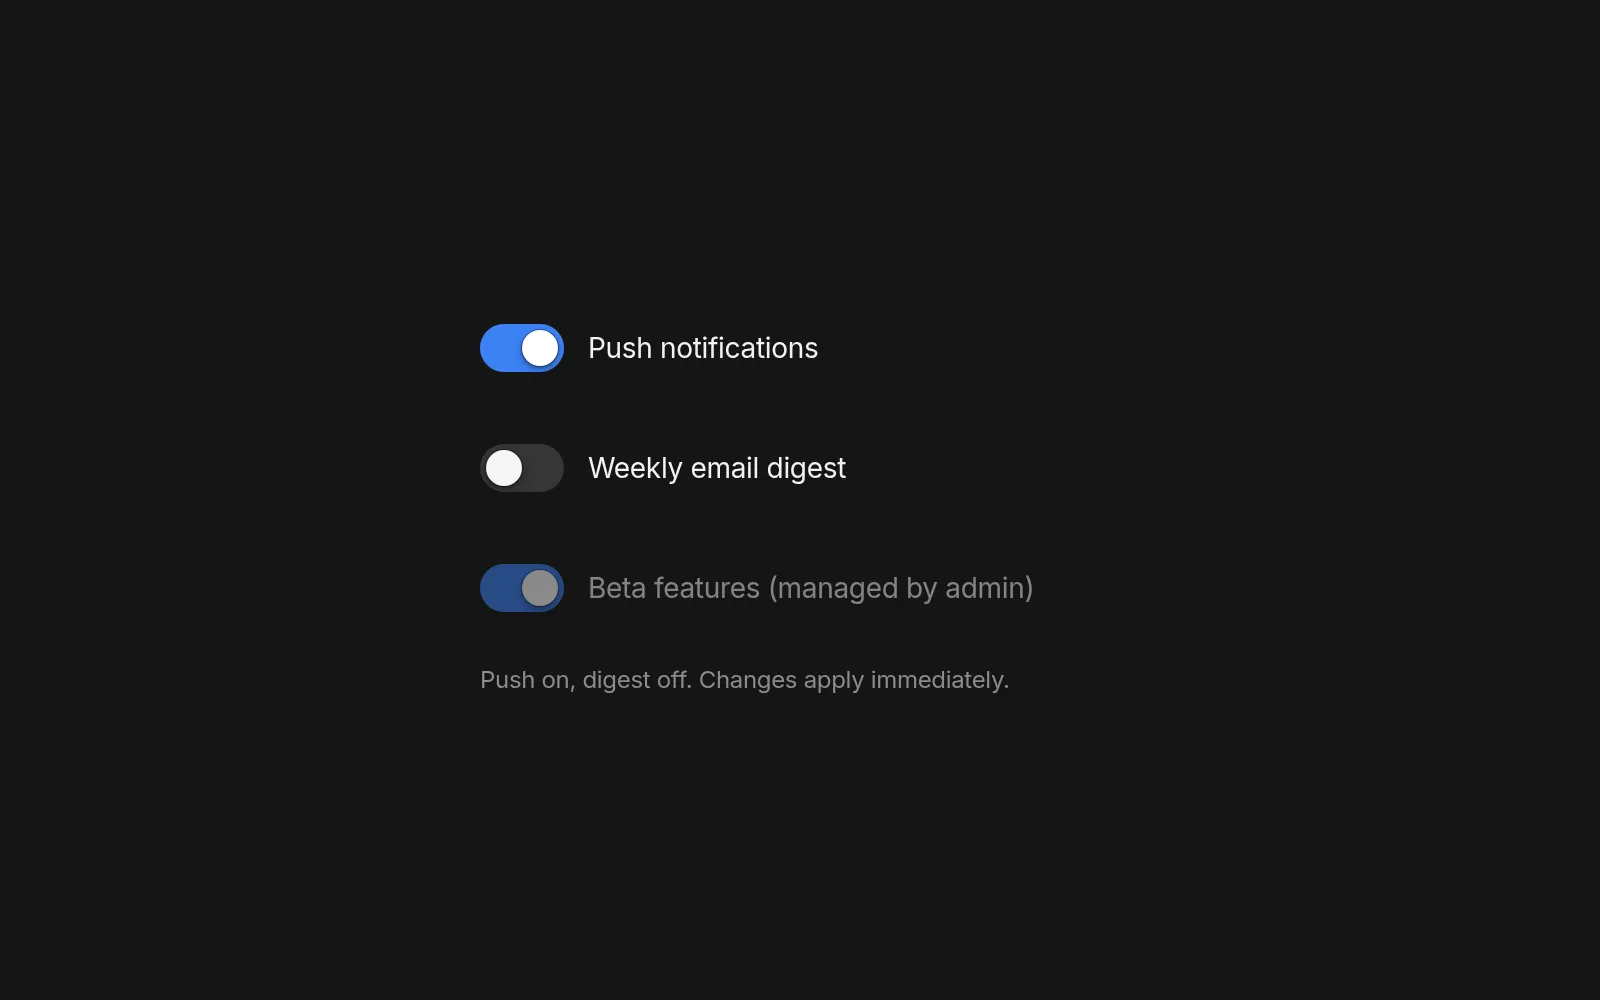 Push notifications
Weekly email digest
Beta features (managed by admin)
Push on, digest off. Changes apply immediately.